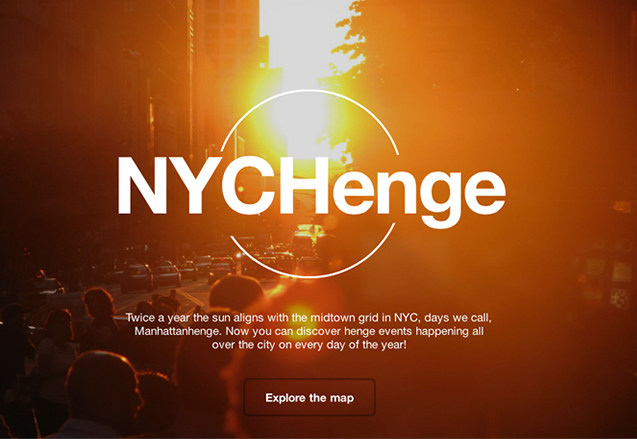 NYCHenge
Twice a year the sun aligns with the midtown grid in NYC, days we call,
Manhattanhenge. Now you can discover henge events happening all
over the city on every day of the year!
Explore the map